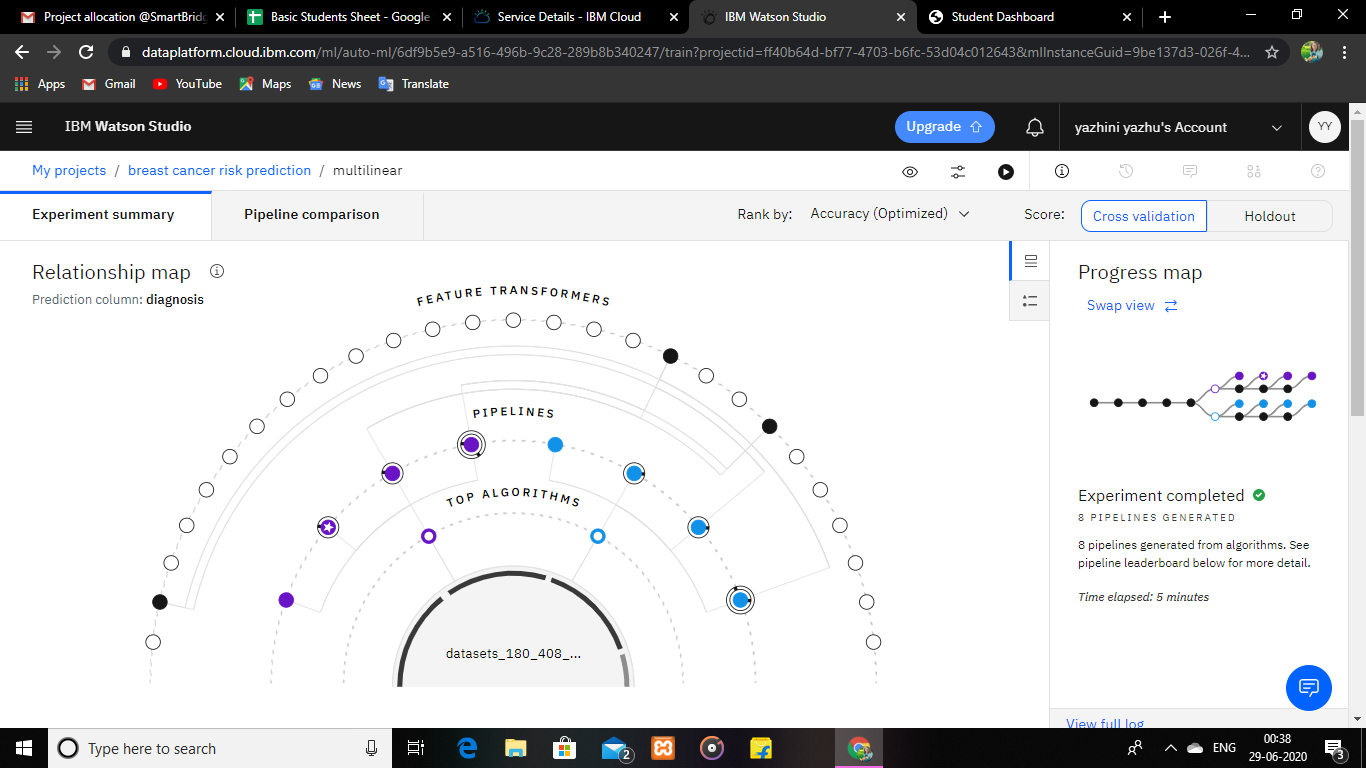 Project allocation @SmartBridg
Basic Students Sheet - Google
Service Details - IBM Cloud
IBM Watson Studio
Student Dashboard
dataplatform.cloud.ibm.com/ml/auto-ml/6df9b5e9-a516-496b-9c28-289b8b340247/train?projectid=ff40b64d-bf77-4703-b6fc-53d04c012643&mlInstanceGuid=9be137d3-026f-4...
Apps Gmail YouTube Maps News Translate
IBM Watson Studio
Upgrade
yazhini yazhu's Account
YY
My projects / breast cancer risk prediction / multilinear
Experiment summary
Pipeline comparison
Rank by: Accuracy (Optimized)
Score: Cross validation Holdout
Relationship map
Prediction column: diagnosis
FEATURE TRANSFORMERS
PIPELINES
TOP ALGORITHMS
datasets_180_408_...
Progress map
Swap view
Experiment completed
8 PIPELINES GENERATED
8 pipelines generated from algorithms. See
pipeline leaderboard below for more detail.
Time elapsed: 5 minutes
View full log
Type here to search
2
ENG
00:38
29-06-2020
3